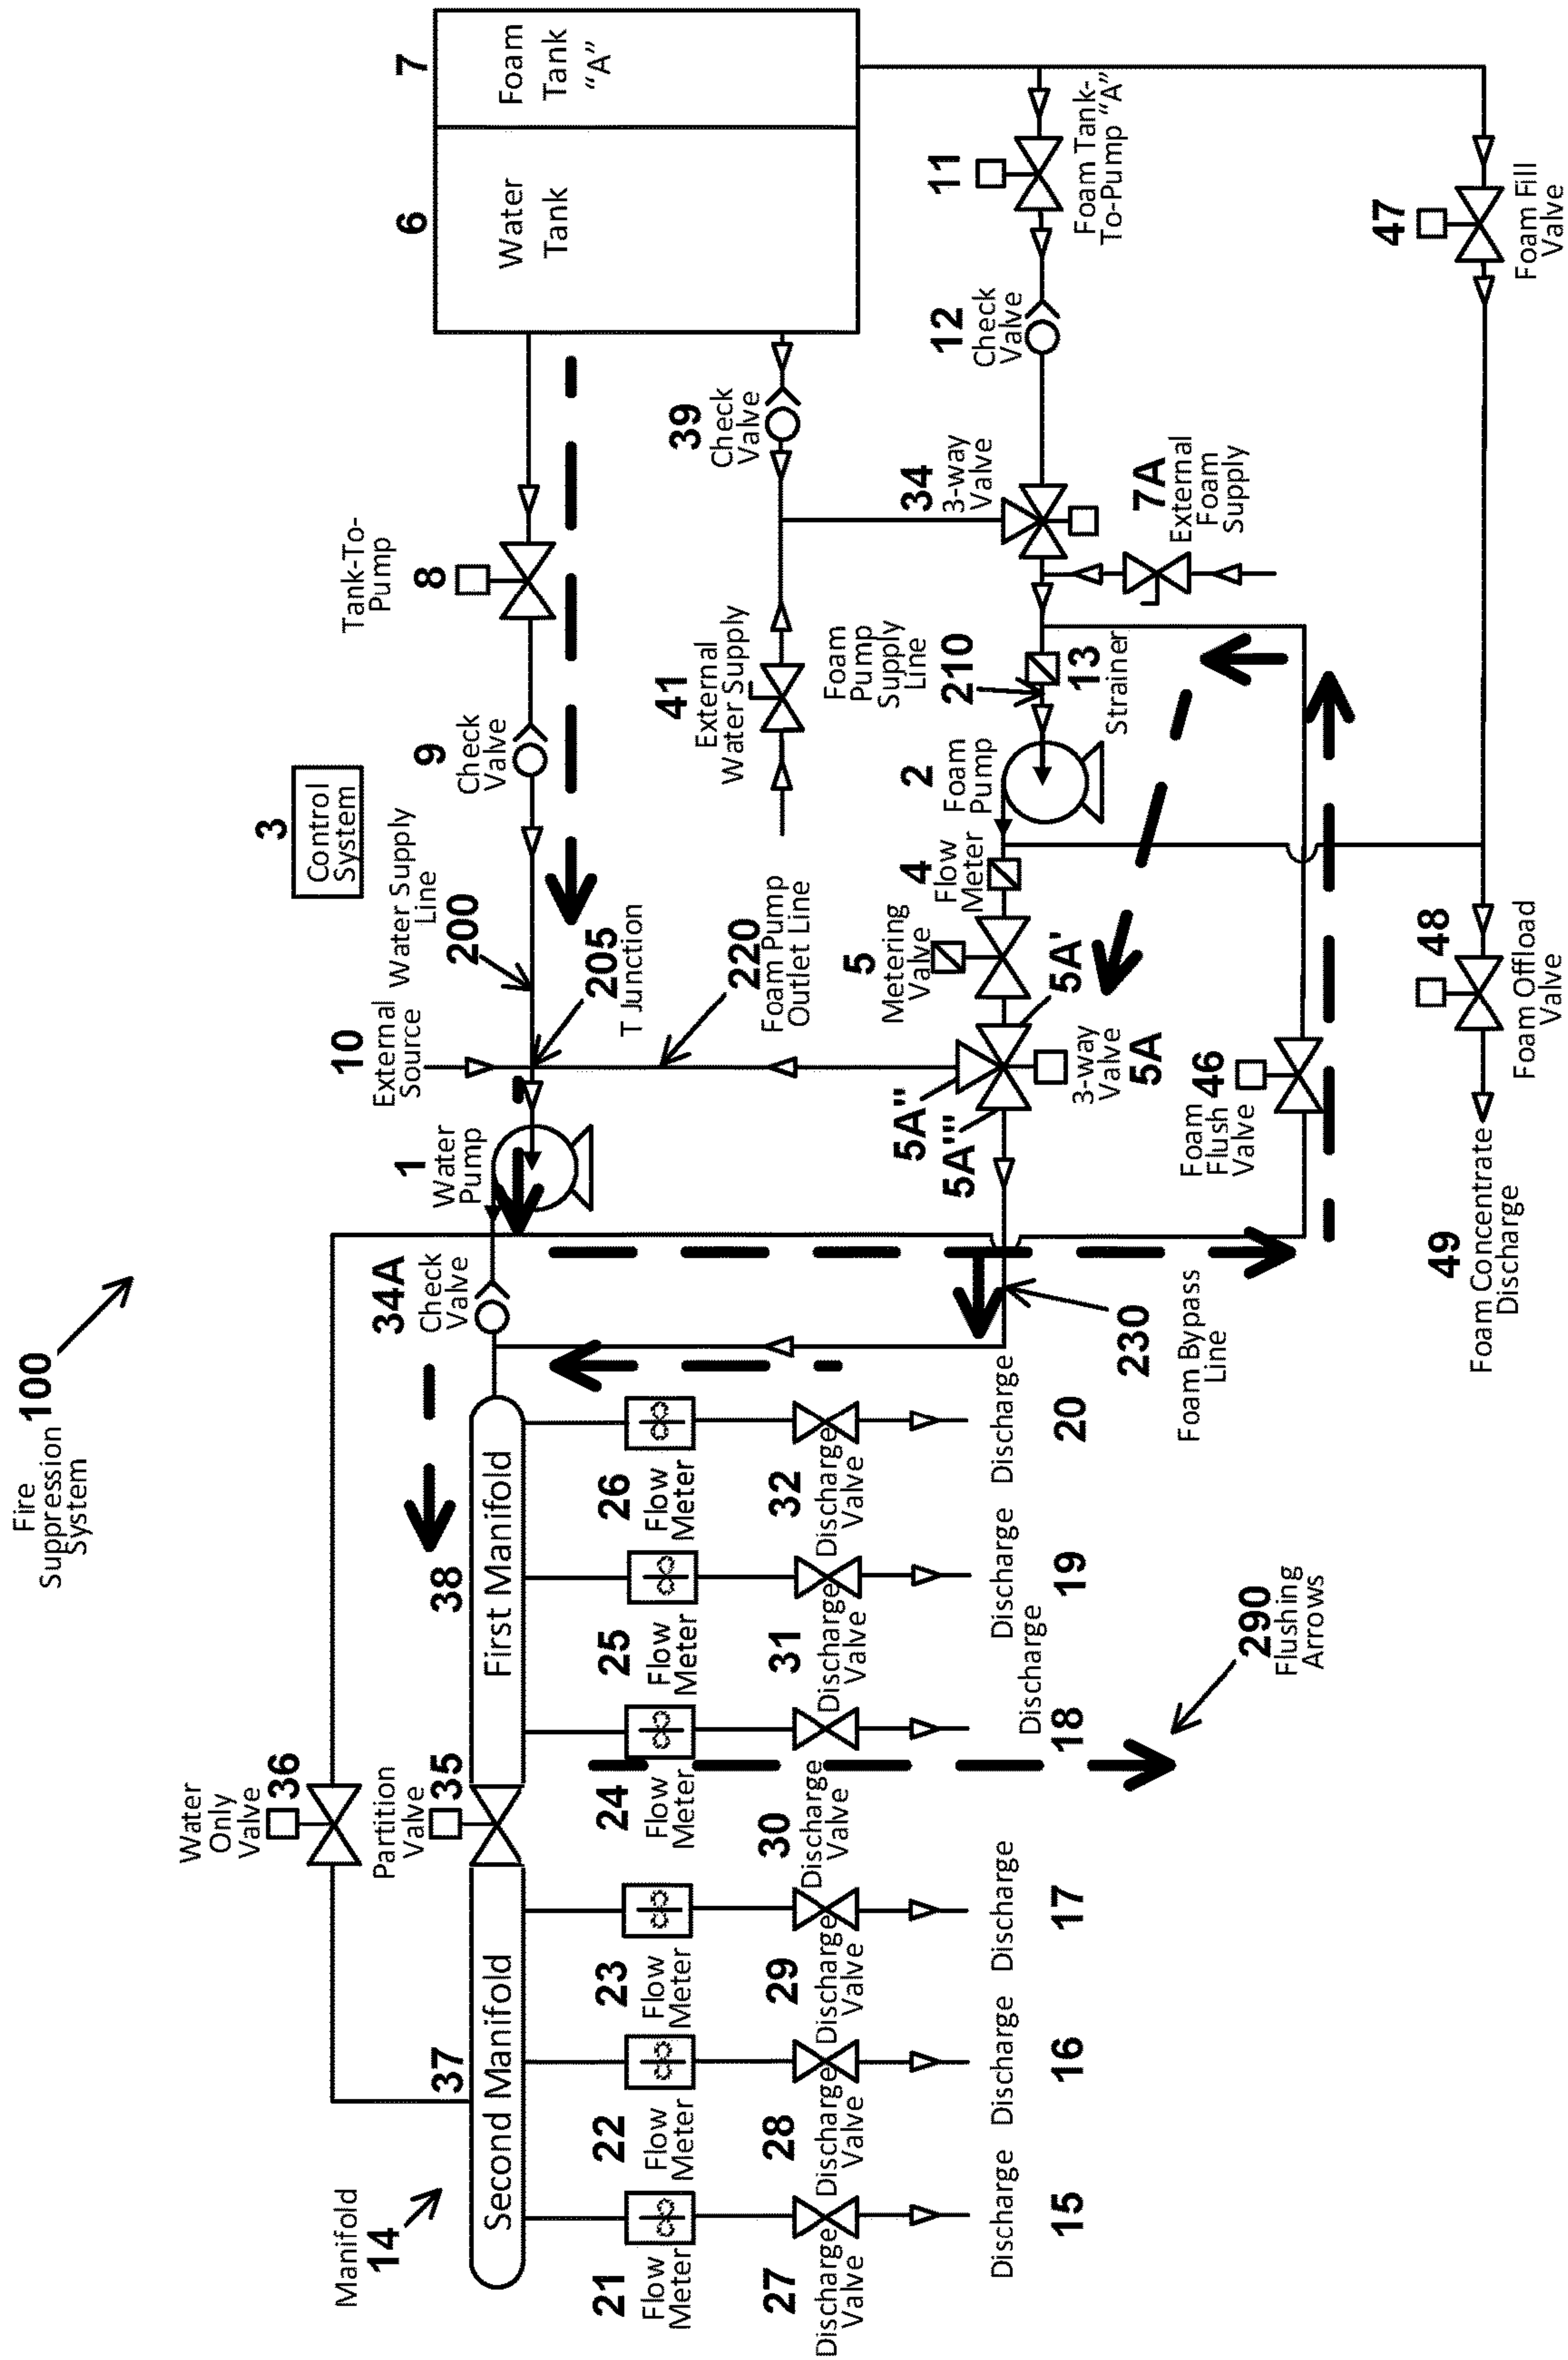 Fire
Suppression 100
System
3
Control
System
Manifold
14
Water
Only
Valve
36
Partition
Valve
35
37
Second Manifold
38
First Manifold
34A
Check
Valve
1
Water
Pump
10
External
Source
Water Supply
Line
200
205
T Junction
9
Check
Valve
Tank-To-
Pump
8
6
Water
Tank
7
Foam
Tank
“A”
21
Flow
Meter
22
Flow
Meter
23
Flow
Meter
24
Flow
Meter
25
Flow
Meter
26
Flow
Meter
27
Discharge
Valve
28
Discharge
Valve
29
Discharge
Valve
30
Discharge
Valve
31
Discharge
Valve
32
Discharge
Valve
Discharge
15
Discharge
16
Discharge
17
Discharge
18
Discharge
19
Discharge
20
290
Flushing
Arrows
220
Foam Pump
Outlet Line
41
External
Water Supply
39
Check
Valve
5A"
5A'''
5A'
3-way
Valve
5A
5
Metering
Valve
4
Flow
Meter
2
Foam
Pump
Foam
Pump
Supply
Line
210
13
Strainer
34
3-way
Valve
7A
External
Foam
Supply
12
Check
Valve
11
Foam Tank-
To-Pump “A”
230
Foam Bypass
Line
Foam
Flush
Valve
46
49
Foam Concentrate
Discharge
48
Foam Offload
Valve
47
Foam Fill
Valve